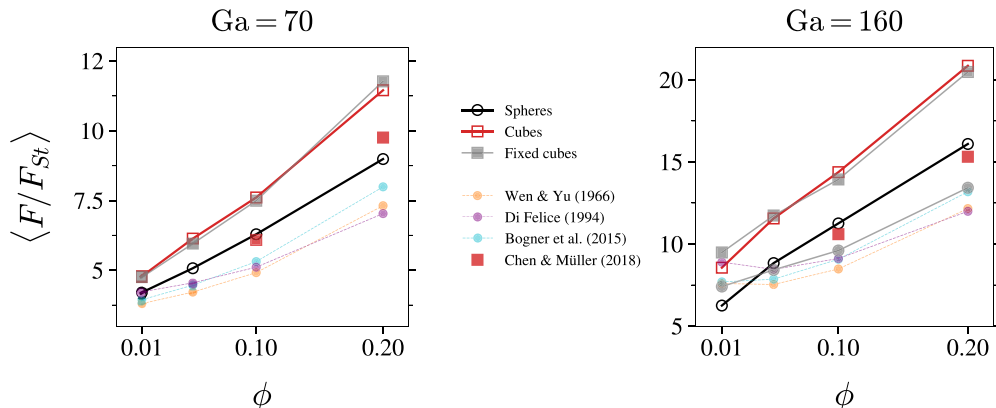 Ga = 70
Ga = 160
⟨F/F_St⟩
12
10
7.5
5
0.01
0.10
0.20
ϕ
Spheres
Cubes
Fixed cubes
Wen & Yu (1966)
Di Felice (1994)
Bogner et al. (2015)
Chen & Müller (2018)
20
15
10
5
0.01
0.10
0.20
ϕ